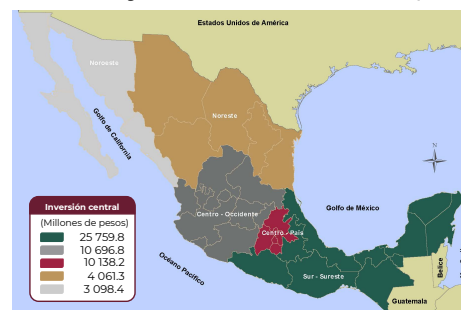 Estados Unidos de América
Noroeste
Noreste
Golfo de California
Golfo de México
Centro - Occidente
Centro - País
Sur - Sureste
Océano Pacífico
Belice
Guatemala
N
Inversión central
(Millones de pesos)
25 759.8
10 696.8
10 138.2
4 061.3
3 098.4